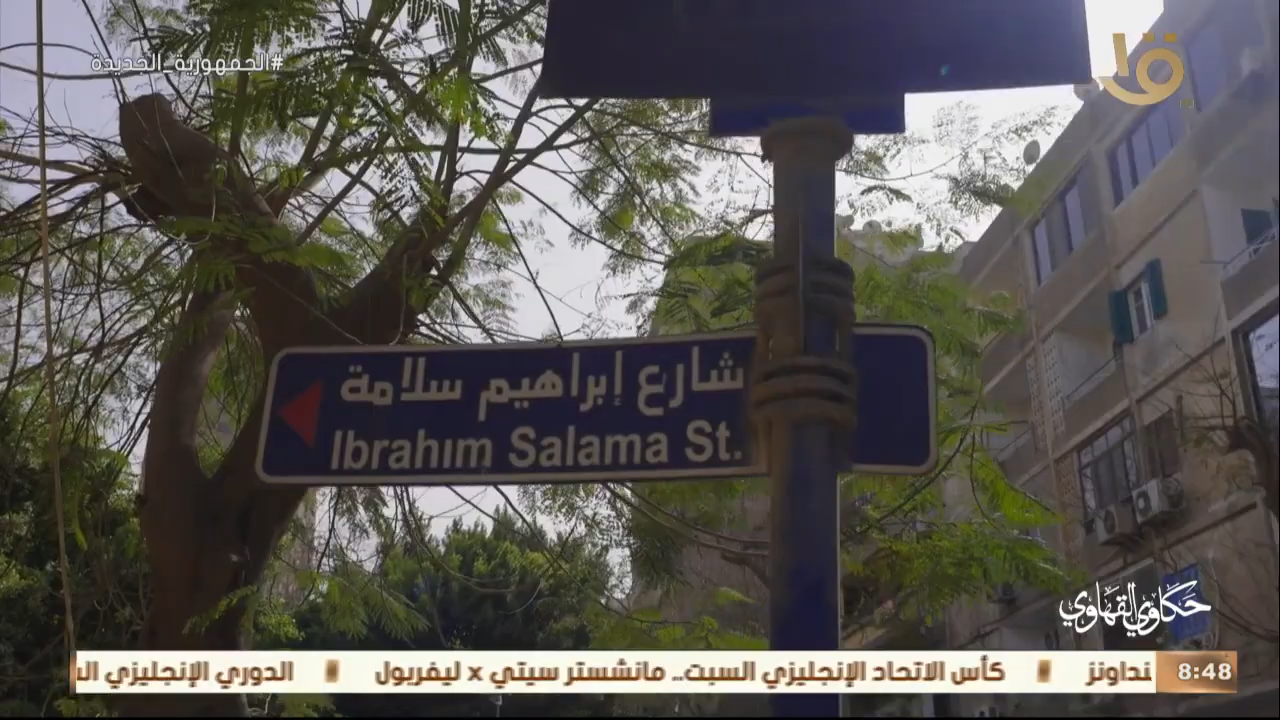 #الجمهورية_الجديدة
شارع إبراهيم سلامة
Ibrahim Salama St.
حكاوي القهاوي
كأس الاتحاد الإنجليزي السبت.. مانشستر سيتي x ليفربول
الدوري الإنجليزي
8:48